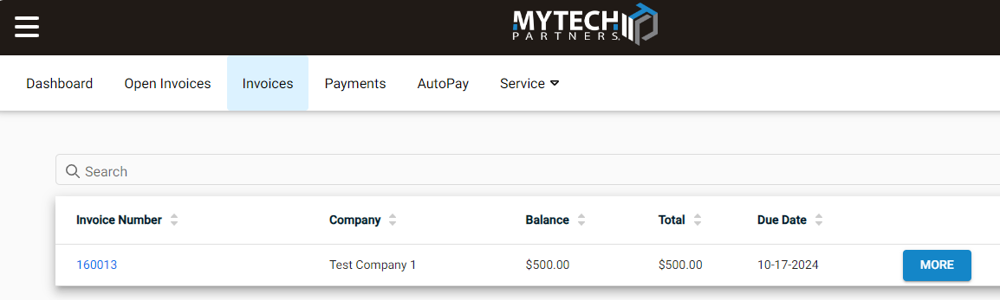 MYTECH
PARTNERS
Dashboard Open Invoices Invoices Payments AutoPay Service
Search
Invoice Number Company Balance Total Due Date
160013 Test Company 1 $500.00 $500.00 10-17-2024 MORE